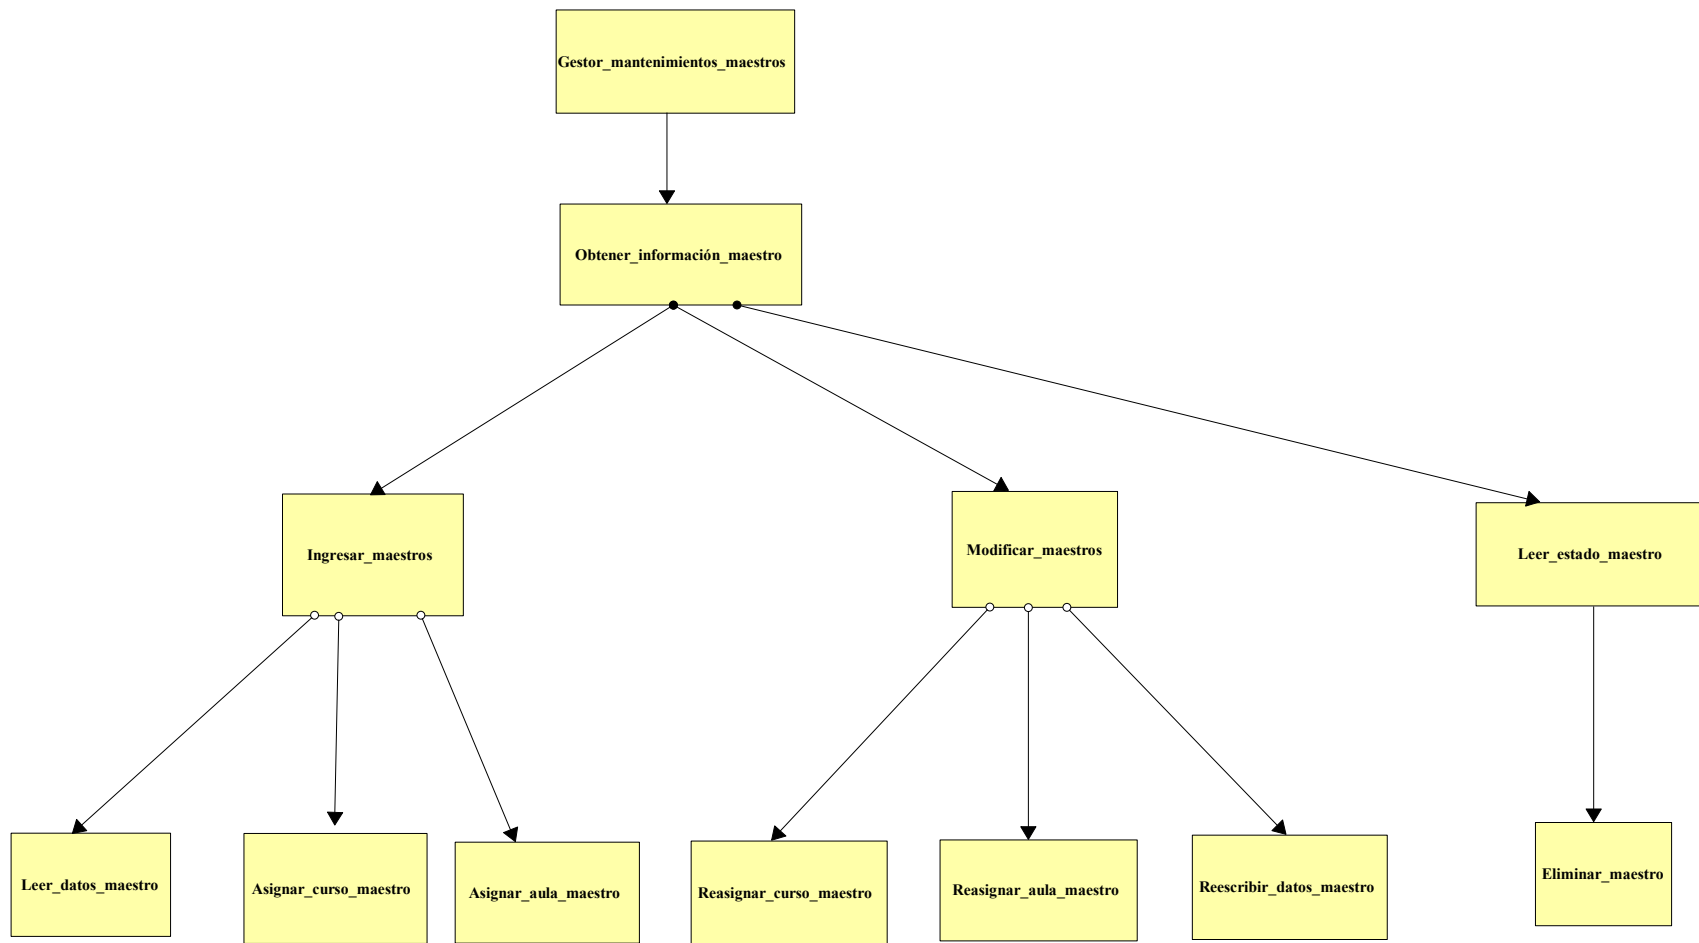 Gestor_mantenimientos_maestros
Obtener_información_maestro
Ingresar_maestros
Modificar_maestros
Leer_estado_maestro
Leer_datos_maestro
Asignar_curso_maestro
Asignar_aula_maestro
Reasignar_curso_maestro
Reasignar_aula_maestro
Reescribir_datos_maestro
Eliminar_maestro